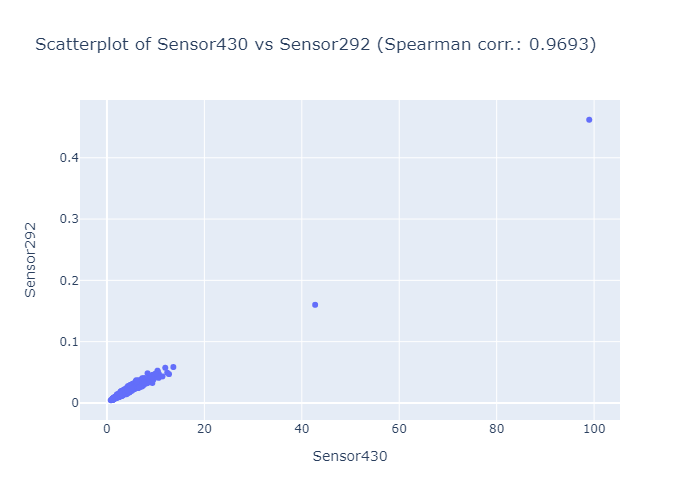 Scatterplot of Sensor430 vs Sensor292 (Spearman corr.: 0.9693)
0.4
0.3
0.2
0.1
0
Sensor292
0 20 40 60 80 100
Sensor430